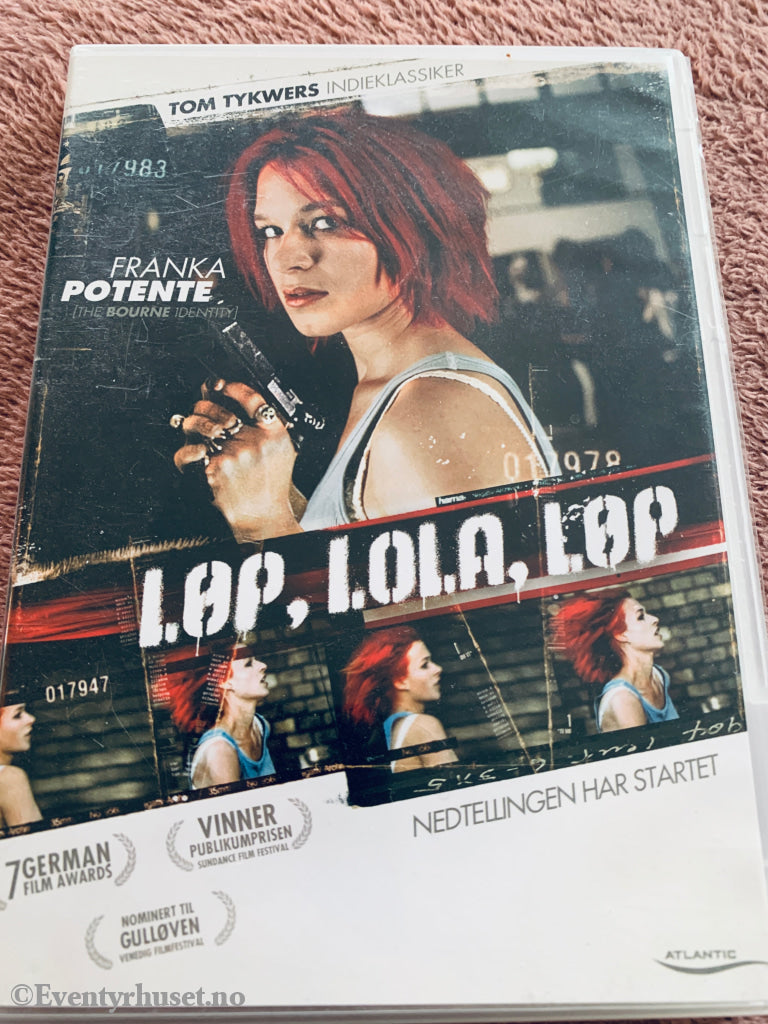 TOM TYKWERS INDIEKLASSIKER
017983
FRANKA
POTENTE
[THE BOURNE IDENTITY]
017979
LØP, LOLA, LØP
017947
NEDTELLINGEN HAR STARTET
7 GERMAN
FILM AWARDS
VINNER
PUBLIKUMPRISEN
SUNDANCE FILM FESTIVAL
NOMINERT TIL
GULLØVEN
VENEDIG FILMFESTIVAL
ATLANTIC
©Eventyrhuset.no